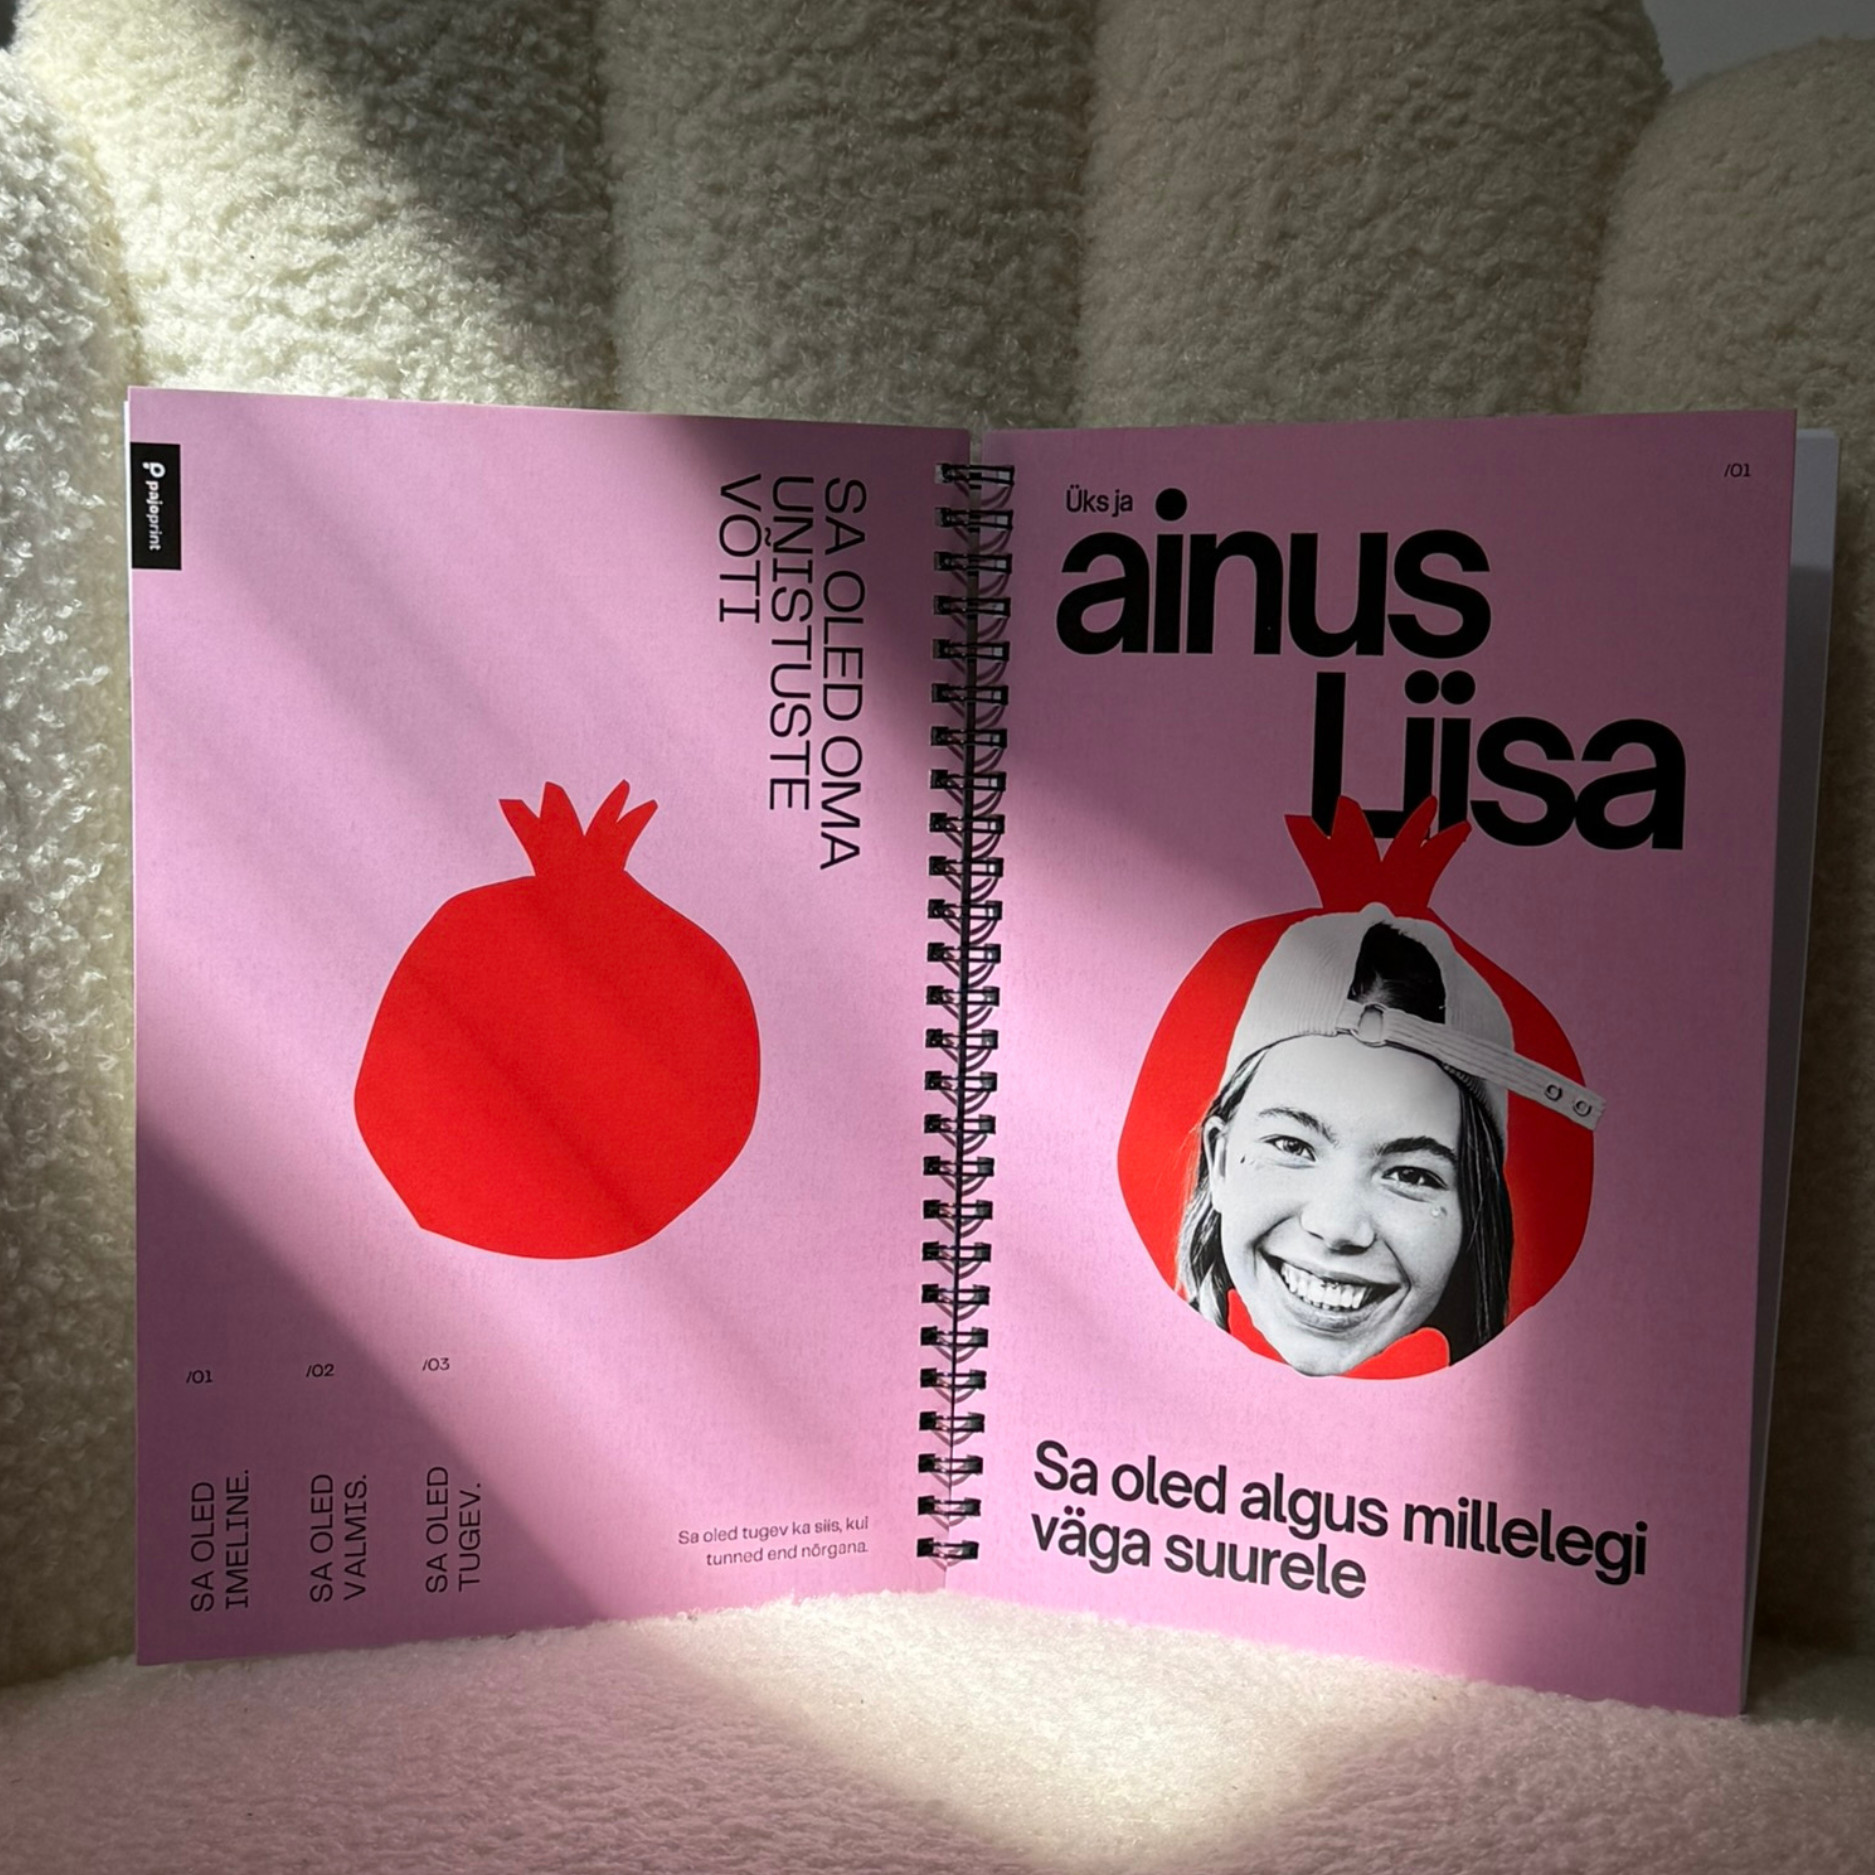 pajoprint
SA OLED OMA
UNISTUSTE
VÕTI
/01
/02
/03
SA OLED
IMELINE.
SA OLED
VALMIS.
SA OLED
TUGEV.
Sa oled tugev ka siis, kui
tunned end nõrgana.
/01
Üks ja
ainus
Liisa
Sa oled algus millelegi
väga suurele